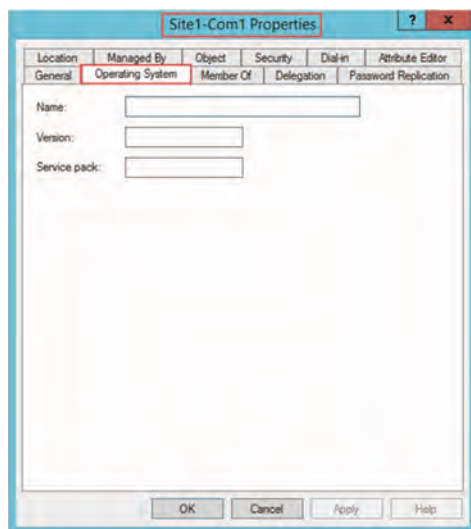 Site1-Com1 Properties
?
x
Location Managed By Object Security Dial-in Attribute Editor
General Operating System Member Of Delegation Password Replication
Name:
Version:
Service pack:
OK Cancel Apply Help